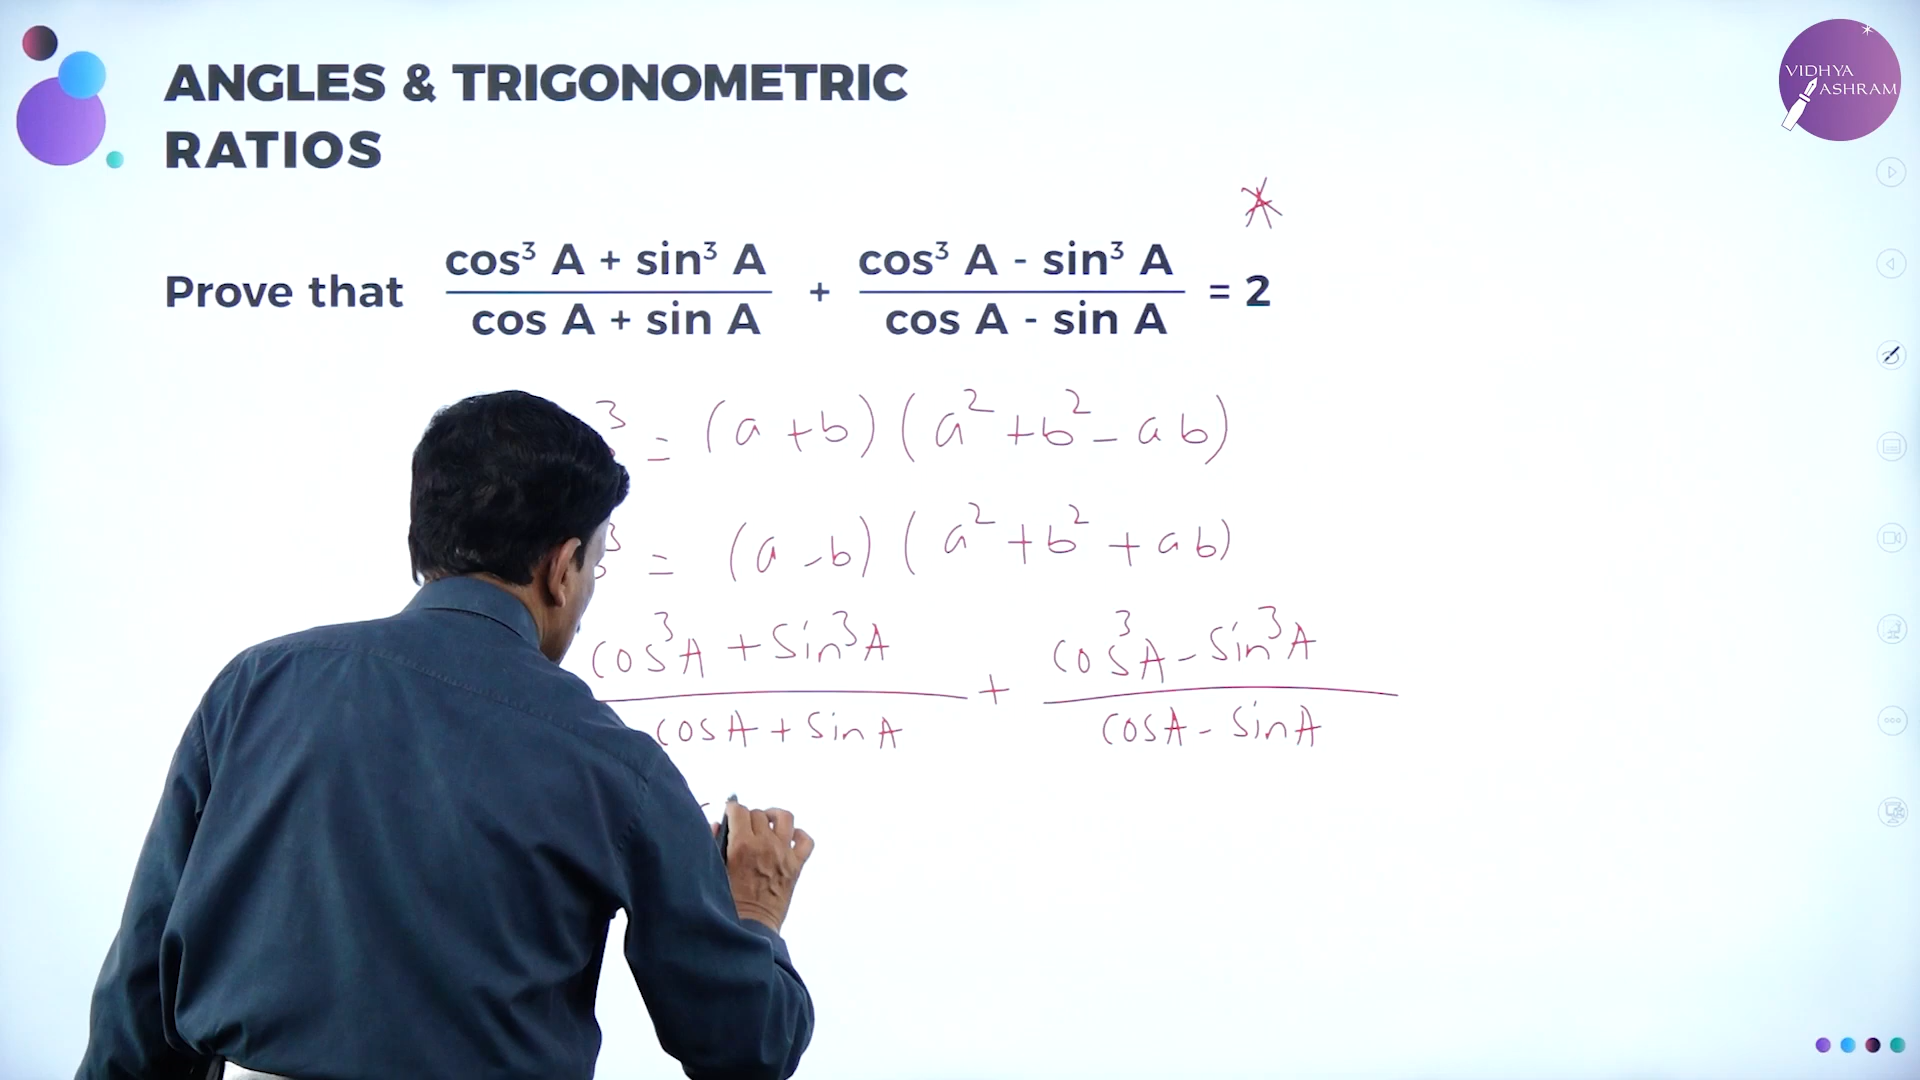 ANGLES & TRIGONOMETRIC
RATIOS
VIDHYA
ASHRAM
Prove that cos³ A + sin³ A / cos A + sin A + cos³ A - sin³ A / cos A - sin A = 2
3 = (a + b) (a² + b² - ab)
3 = (a - b) (a² + b² + ab)
cos³A + sin³A / cosA + sinA + cos³A - sin³A / cosA - sinA